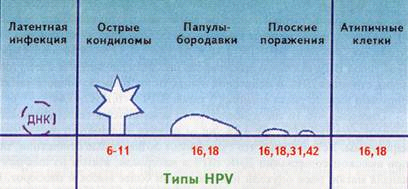 Латентная инфекция
Острые кондиломы
Папулы-бородавки
Плоские поражения
Атипичные клетки
ДНК
6-11
16,18
16,18,31,42
16,18
Типы HPV